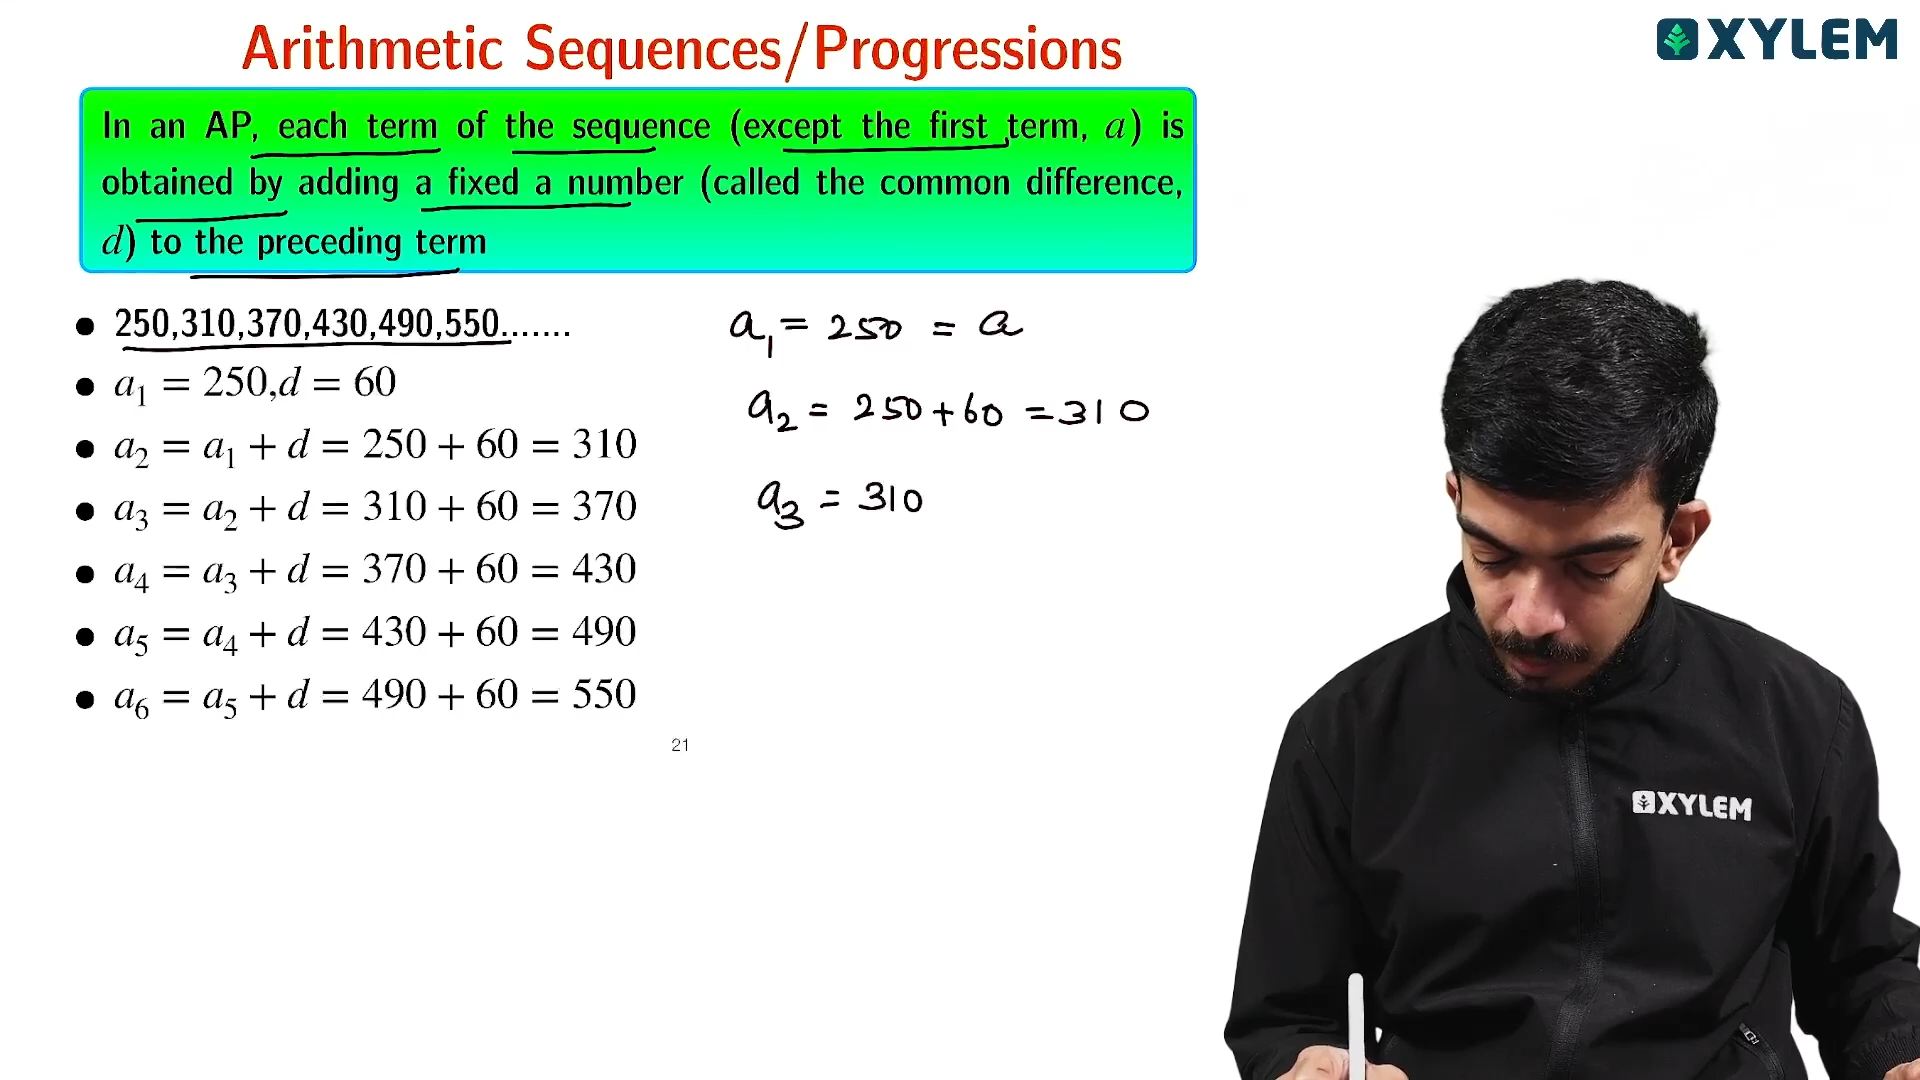 Arithmetic Sequences/Progressions
XYLEM
In an AP, each term of the sequence (except the first term, a) is
obtained by adding a fixed a number (called the common difference,
d) to the preceding term
• 250,310,370,430,490,550.......
• a₁ = 250,d = 60
• a₂ = a₁ + d = 250 + 60 = 310
• a₃ = a₂ + d = 310 + 60 = 370
• a₄ = a₃ + d = 370 + 60 = 430
• a₅ = a₄ + d = 430 + 60 = 490
• a₆ = a₅ + d = 490 + 60 = 550
a₁ = 250 = a
a₂ = 250+60 = 310
a₃ = 310
21
XYLEM